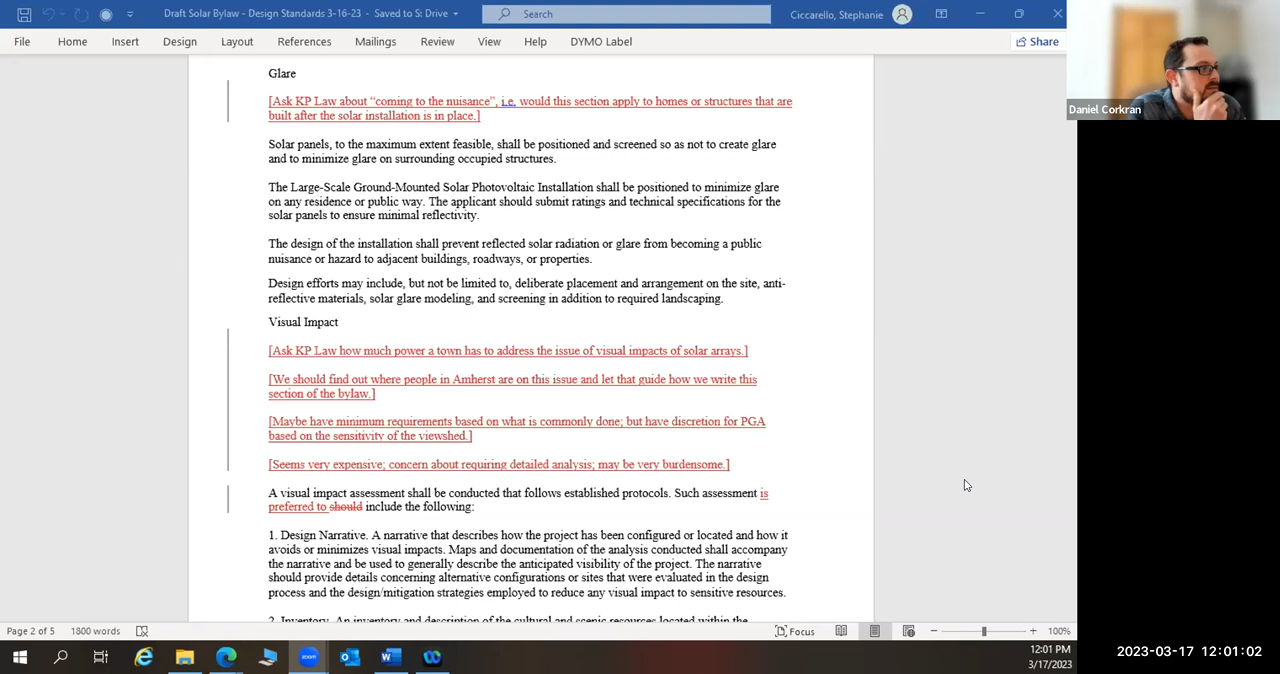 Draft Solar Bylaw - Design Standards 3-16-23 - Saved to S: Drive
Search
Ciccarello, Stephanie
File Home Insert Design Layout References Mailings Review View Help DYMO Label Share
Daniel Corkran
Glare
[Ask KP Law about “coming to the nuisance”, i.e. would this section apply to homes or structures that are
built after the solar installation is in place.]
Solar panels, to the maximum extent feasible, shall be positioned and screened so as not to create glare
and to minimize glare on surrounding occupied structures.
The Large-Scale Ground-Mounted Solar Photovoltaic Installation shall be positioned to minimize glare
on any residence or public way. The applicant should submit ratings and technical specifications for the
solar panels to ensure minimal reflectivity.
The design of the installation shall prevent reflected solar radiation or glare from becoming a public
nuisance or hazard to adjacent buildings, roadways, or properties.
Design efforts may include, but not be limited to, deliberate placement and arrangement on the site, anti-
reflective materials, solar glare modeling, and screening in addition to required landscaping.
Visual Impact
[Ask KP Law how much power a town has to address the issue of visual impacts of solar arrays.]
[We should find out where people in Amherst are on this issue and let that guide how we write this
section of the bylaw.]
[Maybe have minimum requirements based on what is commonly done; but have discretion for PGA
based on the sensitivity of the viewshed.]
[Seems very expensive; concern about requiring detailed analysis; may be very burdensome.]
A visual impact assessment shall be conducted that follows established protocols. Such assessment is
preferred to should include the following:
1. Design Narrative. A narrative that describes how the project has been configured or located and how it
avoids or minimizes visual impacts. Maps and documentation of the analysis conducted shall accompany
the narrative and be used to generally describe the anticipated visibility of the project. The narrative
should provide details concerning alternative configurations or sites that were evaluated in the design
process and the design/mitigation strategies employed to reduce any visual impact to sensitive resources.
2. Inventory. An inventory and description of the cultural and scenic resources located within the
Page 2 of 5 1800 words Focus 100%
zoom
12:01 PM
3/17/2023
2023-03-17 12:01:02